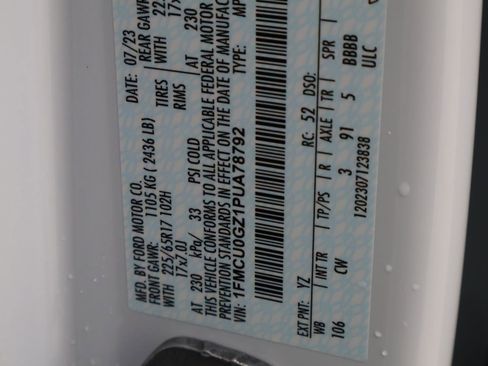 MFD. BY FORD MOTOR CO.
DATE: 07/23
FRONT GAWR: REAR GAWR:
1105 KG ( 2436 LB)
WITH TIRES WITH
225/65R17 102H 225
17x7.0J RIMS 17x
AT 230 kPa/ 33 PSI COLD AT 230
THIS VEHICLE CONFORMS TO ALL APPLICABLE FEDERAL MOTOR
PREVENTION STANDARDS IN EFFECT ON THE DATE OF MANUFAC
VIN: 1FMCU0GZ1PUA78792 TYPE: MP
EXT PNT: YZ RC: 52 DSO:
WB INT TR TP/PS R AXLE TR SPR
106 CW 3 91 5 BBBB
1202307123838 ULC